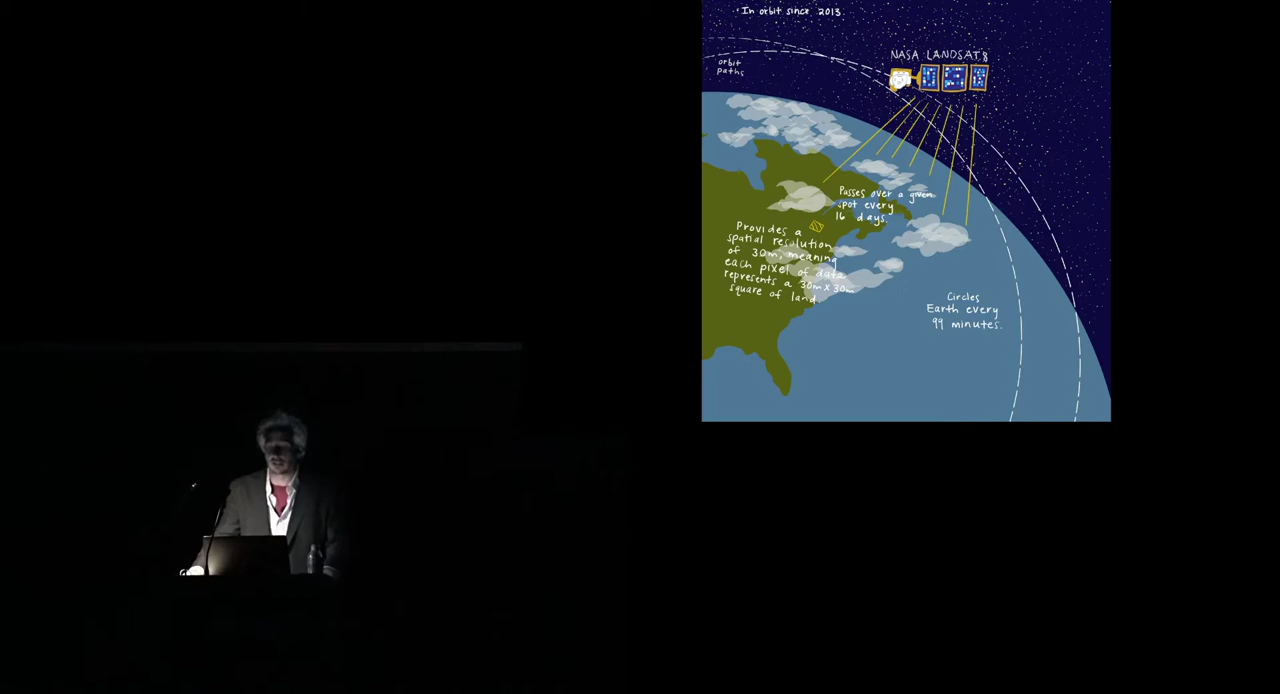 In orbit since 2013
NASA LANDSAT 8
orbit
paths
Passes over a given
spot every
16 days.
Provides a
spatial resolution
of 30m, meaning
each pixel of data
represents a 30m x 30m
square of land
Circles
Earth every
99 minutes.